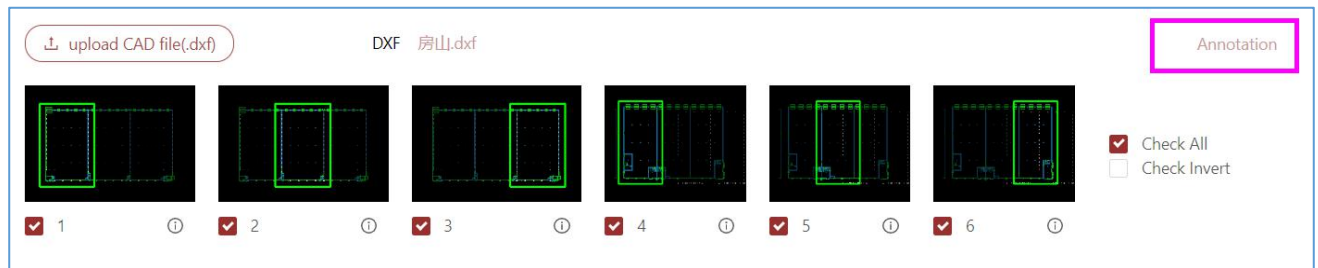 upload CAD file(.dxf) DXF 房山.dxf Annotation
Check All
Check Invert
1 2 3 4 5 6